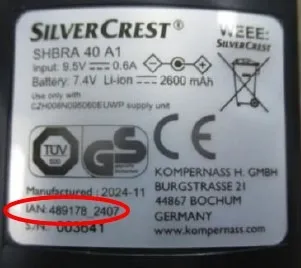 SILVERCREST®
WEEE:
SILVERCREST
SHBRA 40 A1
Input: 9.5V 0.6A
Battery: 7.4V Li-ion 2600 mAh
Use only with
CZH006N095060EUWP supply unit
TÜV
SÜD
GS
CE
Manufactured : 2024-11
IAN: 489178_2407
S/N: 003641
KOMPERNASS H. GMBH
BURGSTRASSE 21
44867 BOCHUM
GERMANY
www.kompernass.com